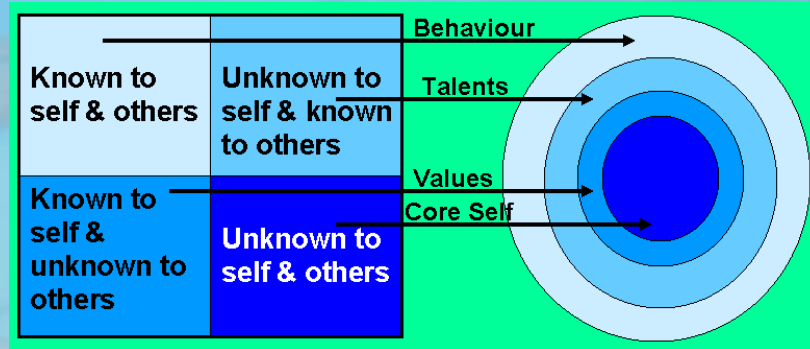 Known to
self & others
Unknown to
self & known
to others
Known to
self &
unknown to
others
Unknown to
self & others
Behaviour
Talents
Values
Core Self